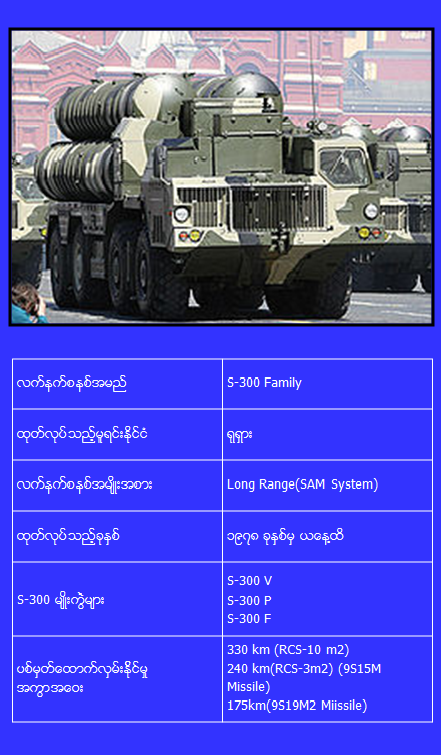 လက်နက်စနစ်အမည်
S-300 Family
ထုတ်လုပ်သည့်မူရင်းနိုင်ငံ
ရုရှား
လက်နက်စနစ်အမျိုးအစား
Long Range(SAM System)
ထုတ်လုပ်သည့်ခုနှစ်
၁၉၇၈ ခုနှစ်မှ ယနေ့ထိ
S-300 မျိုးကွဲများ
S-300 V
S-300 P
S-300 F
ပစ်မှတ်ထောက်လှမ်းနိုင်မှု
အကွာအဝေး
330 km (RCS-10 m2)
240 km(RCS-3m2) (9S15M
Missile)
175km(9S19M2 Miissile)